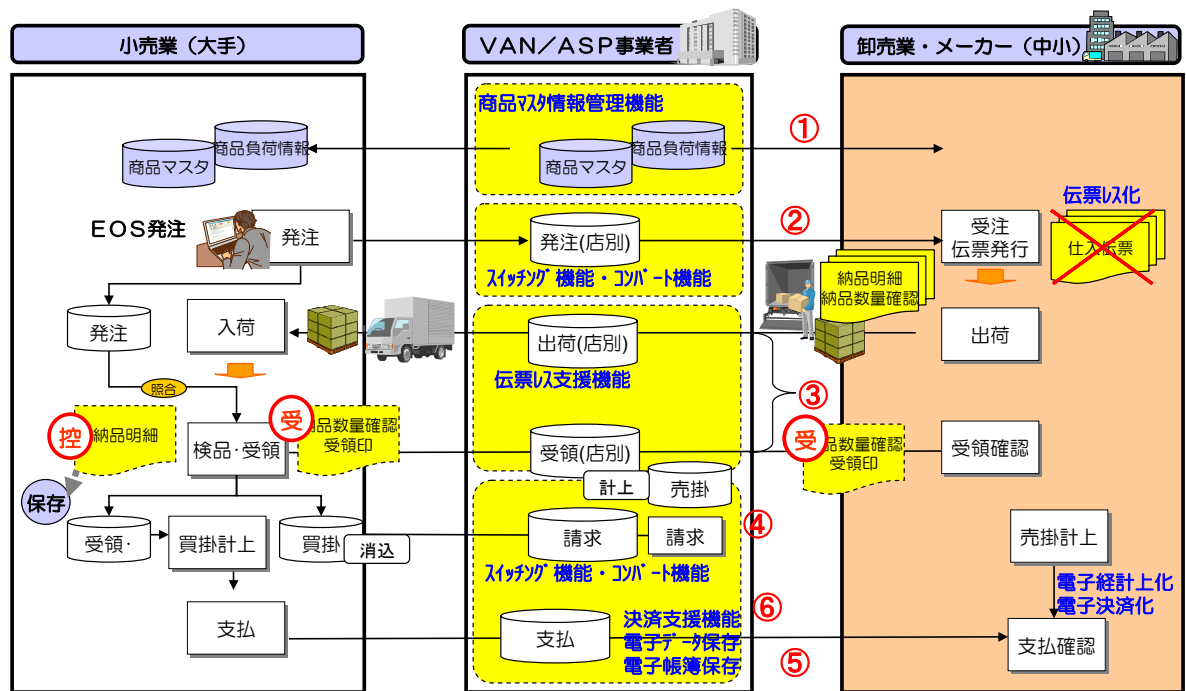 小売業（大手）
ＶＡＮ／ＡＳＰ事業者
卸売業・メーカー（中小）
商品ﾏｽﾀ情報管理機能
商品負荷情報
商品マスタ
商品負荷情報
商品マスタ
①
伝票ﾚｽ化
ＥＯＳ発注
発注
発注(店別)
②
受注
伝票発行
仕入伝票
ｽｲｯﾁﾝｸﾞ機能・ｺﾝﾊﾞｰﾄ機能
納品明細
納品数量確認
発注
入荷
出荷(店別)
出荷
伝票ﾚｽ支援機能
照合
③
控
納品明細
検品･受領
受
品数量確認
受領印
受領(店別)
受
品数量確認
受領印
受領確認
保存
計上
売掛
受領･
買掛計上
買掛
消込
請求
請求
④
売掛計上
ｽｲｯﾁﾝｸﾞ機能・ｺﾝﾊﾞｰﾄ機能
電子経計上化
電子決済化
支払
支払
決済支援機能
電子ﾃﾞｰﾀ保存
電子帳簿保存
⑥
⑤
支払確認